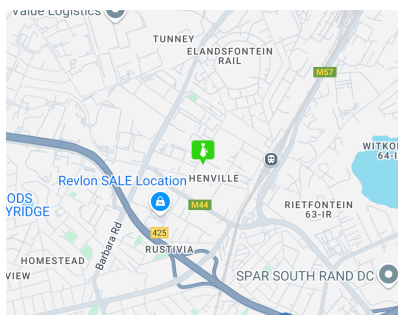 Value Logistics
TUNNEY
ELANDSFONTEIN
RAIL
M57
WITKO
64-I
Revlon SALE Location
HENVILLE
M44
ODS
YRIDGE
RIETFONTEIN
63-IR
425
Barbara Rd
RUSTIVIA
HOMESTEAD
VIEW
SPAR SOUTH RAND DC